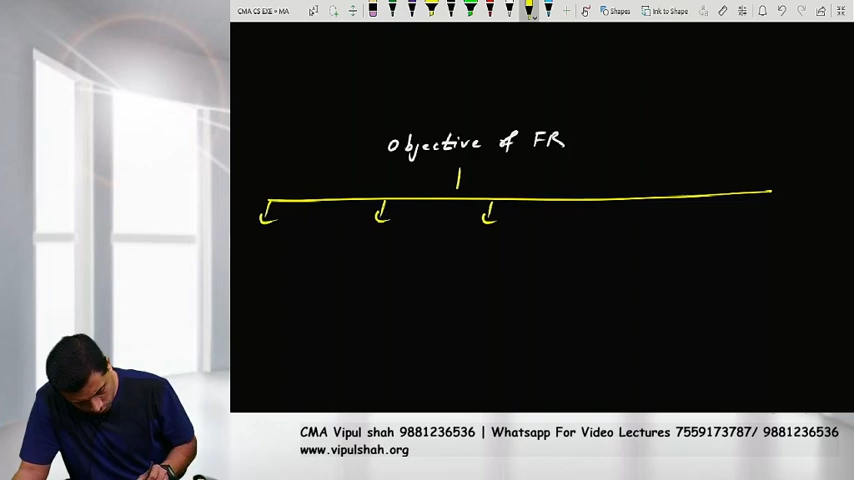 CMA CS EXE » MA
Shapes
Ink to Shape
Objective of FR
CMA Vipul shah 9881236536 | Whatsapp For Video Lectures 7559173787/ 9881236536
www.vipulshah.org